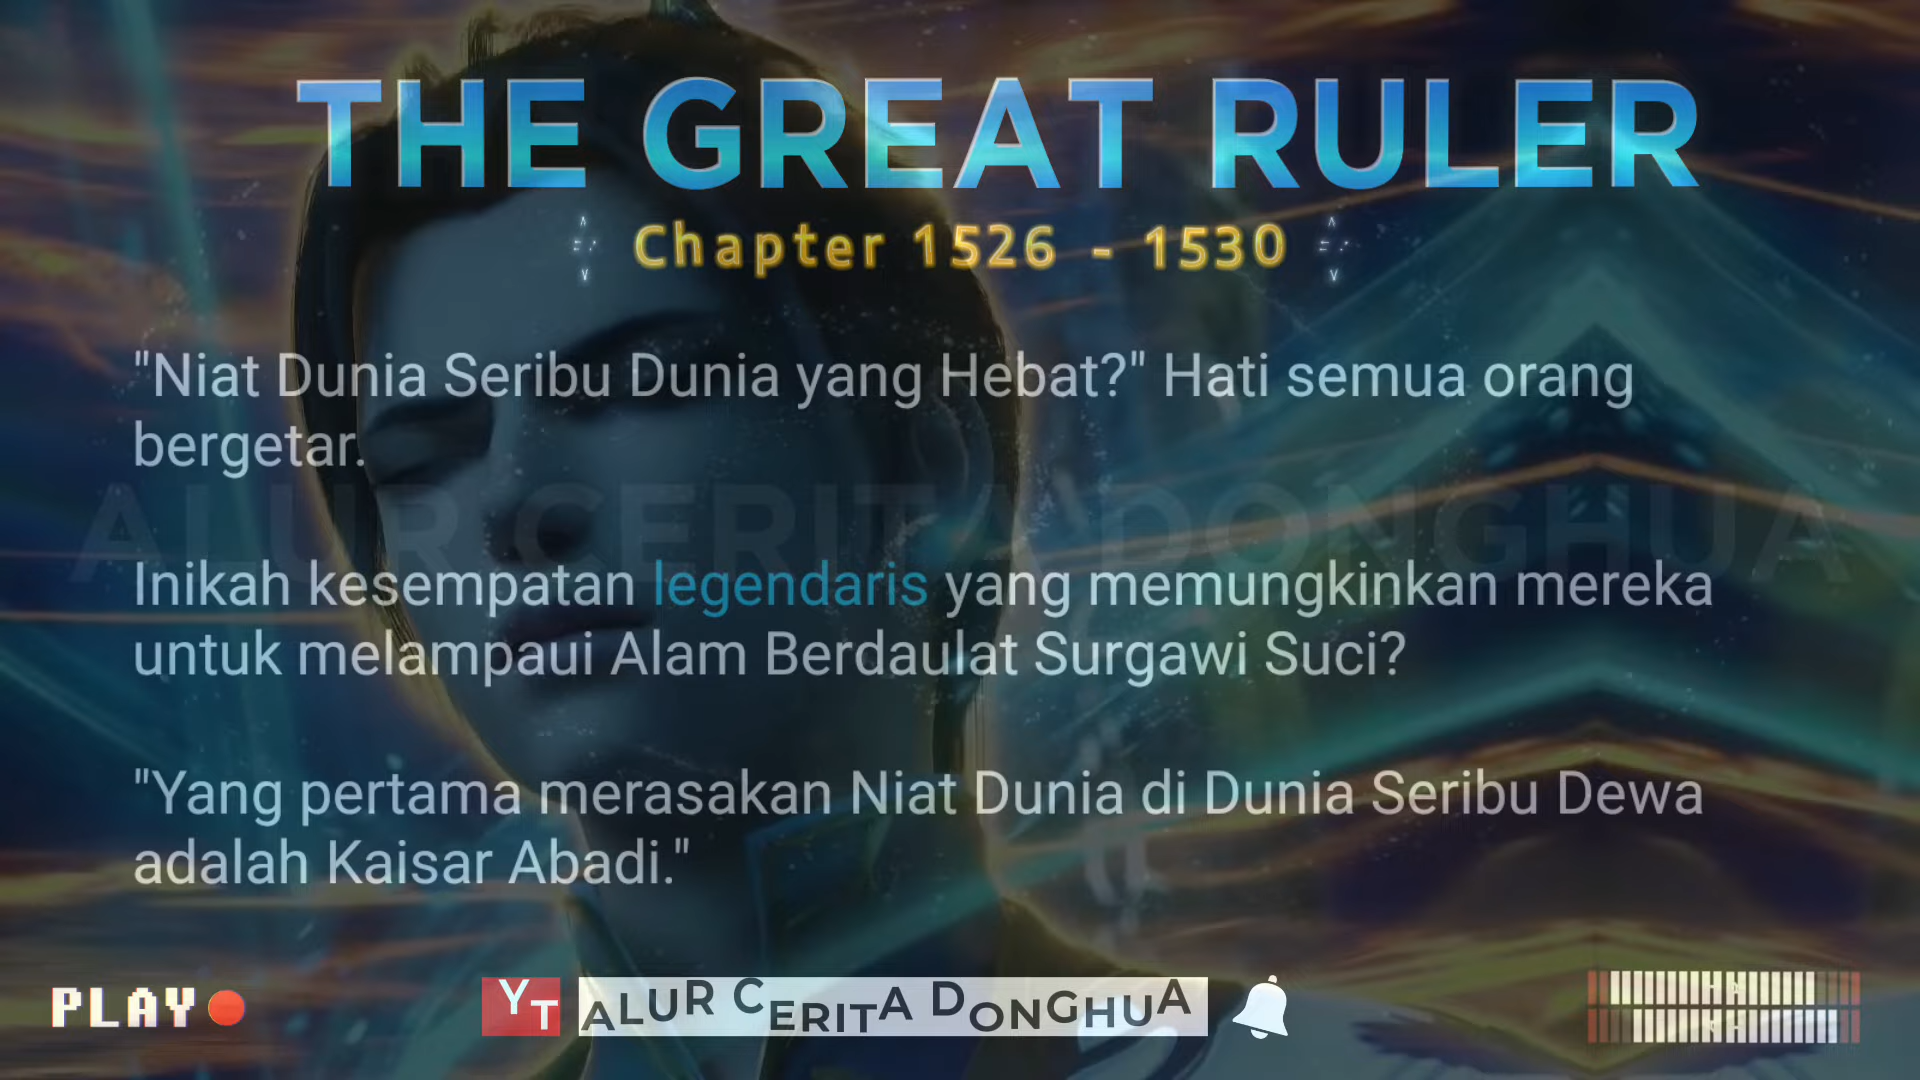 THE GREAT RULER
Chapter 1526 - 1530
"Niat Dunia Seribu Dunia yang Hebat?" Hati semua orang
bergetar.
ALUR CERITA DONGHUA
Inikah kesempatan legendaris yang memungkinkan mereka
untuk melampaui Alam Berdaulat Surgawi Suci?
"Yang pertama merasakan Niat Dunia di Dunia Seribu Dewa
adalah Kaisar Abadi."
PLAY
YT ALUR CERITA DONGHUA